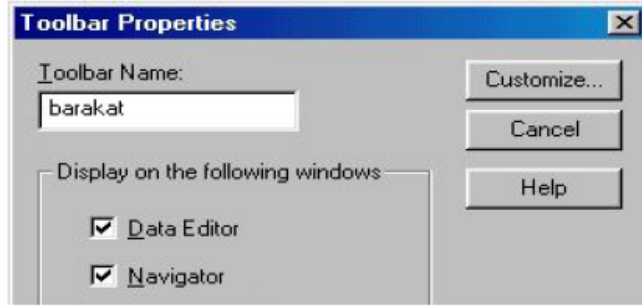 Toolbar Properties
Toolbar Name:
barakat
Customize...
Cancel
Help
Display on the following windows
Data Editor
Navigator